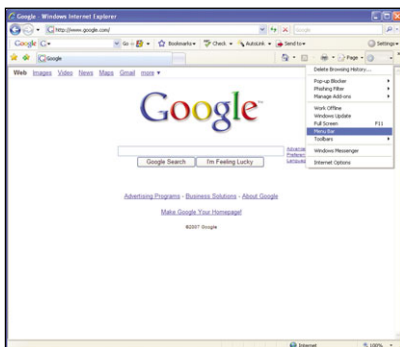 Google - Windows Internet Explorer
http://www.google.com/
Google
Google Go Bookmarks Check AutoLink Send to Settings
Google Page
Delete Browsing History...
Pop-up Blocker
Phishing Filter
Manage Add-ons
Work Offline
Windows Update
Full Screen F11
Menu Bar
Toolbars
Windows Messenger
Internet Options
Web Images Video News Maps Gmail more ▼
Google
Google Search I'm Feeling Lucky
Advertising Programs - Business Solutions - About Google
Make Google Your Homepage!
©2007 Google
Internet 100%